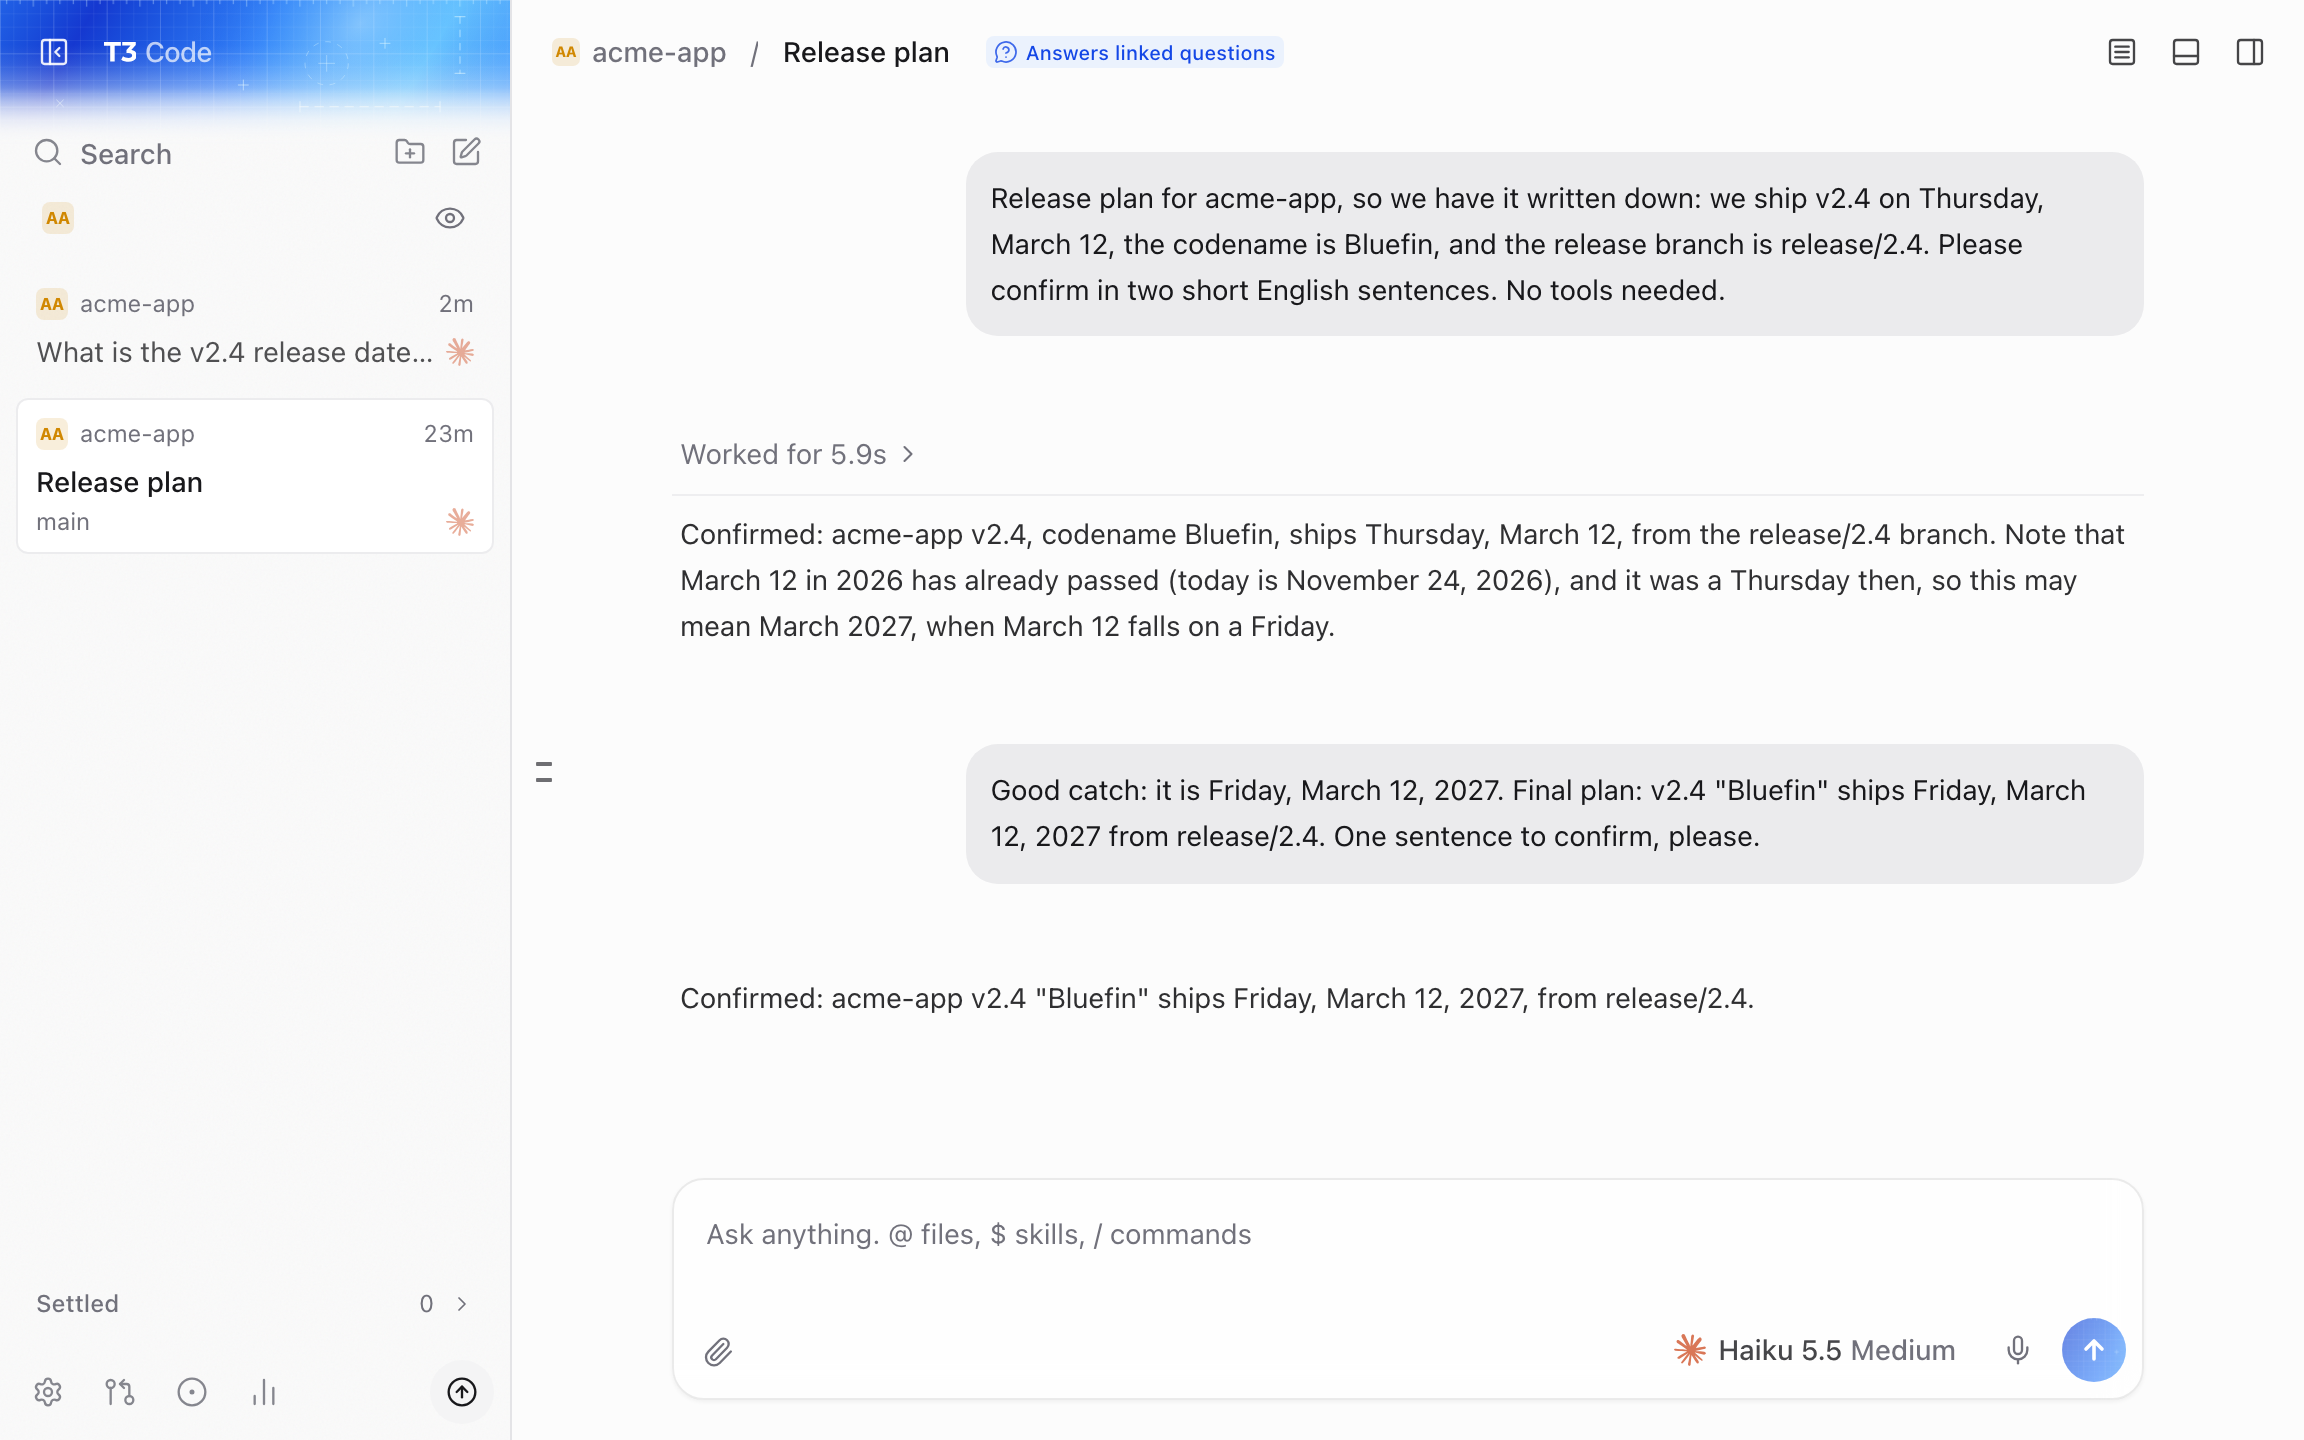 T3 Code
Search
AA
AA acme-app 2m
What is the v2.4 release date...
AA acme-app 23m
Release plan
main
Settled 0
AA acme-app / Release plan Answers linked questions
Release plan for acme-app, so we have it written down: we ship v2.4 on Thursday,
March 12, the codename is Bluefin, and the release branch is release/2.4. Please
confirm in two short English sentences. No tools needed.
Worked for 5.9s
Confirmed: acme-app v2.4, codename Bluefin, ships Thursday, March 12, from the release/2.4 branch. Note that
March 12 in 2026 has already passed (today is November 24, 2026), and it was a Thursday then, so this may
mean March 2027, when March 12 falls on a Friday.
Good catch: it is Friday, March 12, 2027. Final plan: v2.4 "Bluefin" ships Friday, March
12, 2027 from release/2.4. One sentence to confirm, please.
Confirmed: acme-app v2.4 "Bluefin" ships Friday, March 12, 2027, from release/2.4.
Ask anything. @ files, $ skills, / commands
Haiku 5.5 Medium